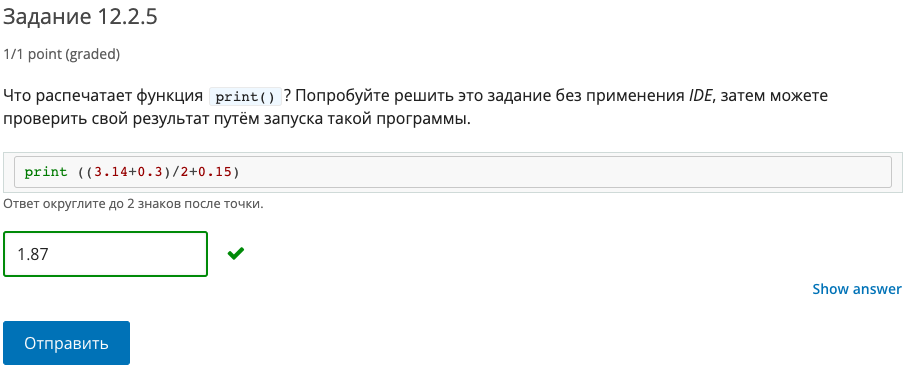 Задание 12.2.5
1/1 point (graded)
Что распечатает функция print() ? Попробуйте решить это задание без применения IDE, затем можете
проверить свой результат путём запуска такой программы.
print ((3.14+0.3)/2+0.15)
Ответ округлите до 2 знаков после точки.
1.87
Show answer
Отправить